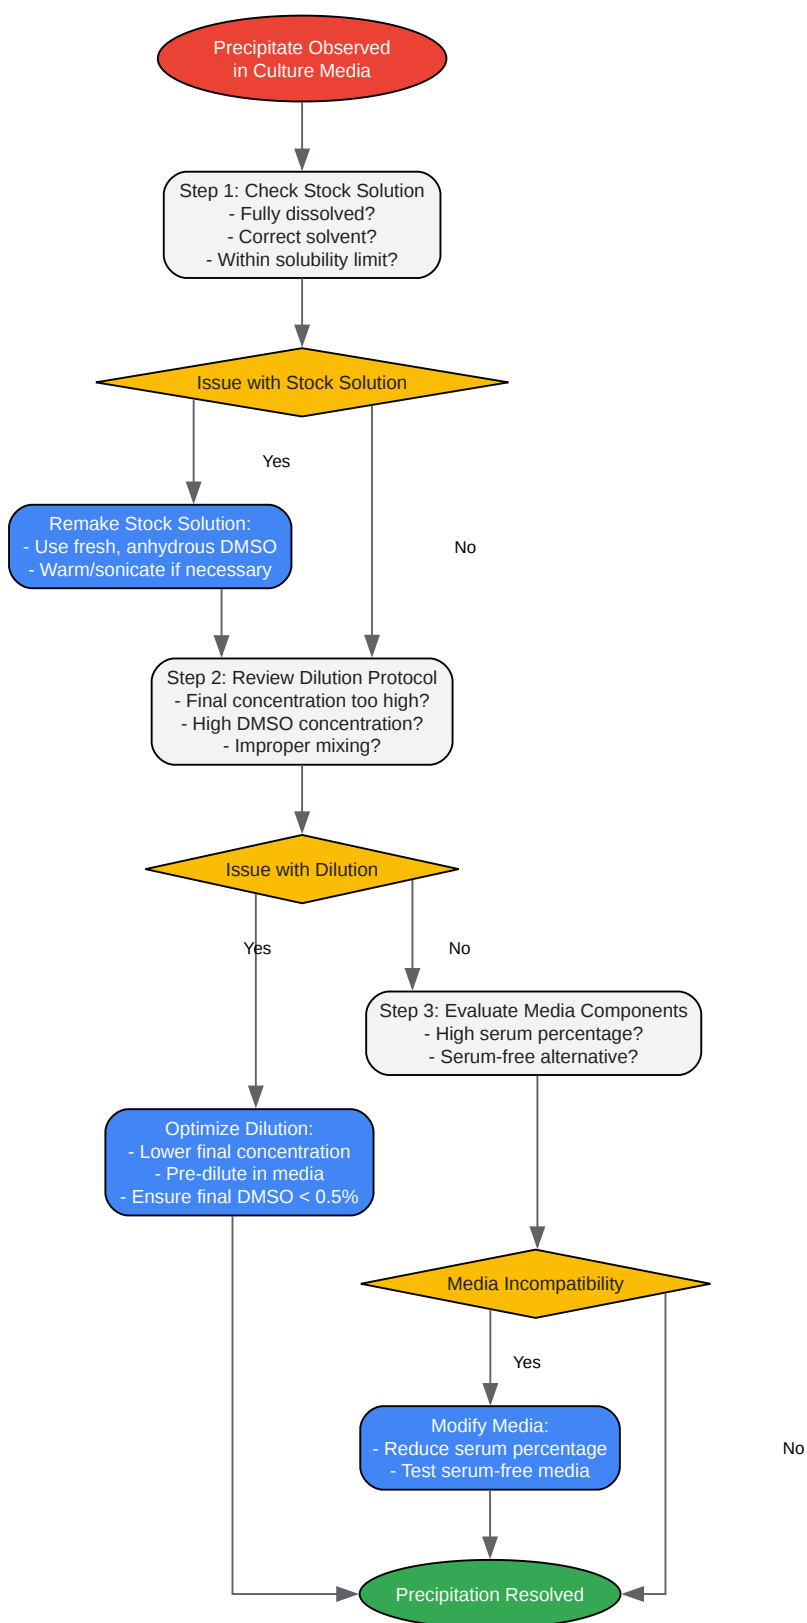 Precipitate Observed
in Culture Media
Step 1: Check Stock Solution
- Fully dissolved?
- Correct solvent?
- Within solubility limit?
Issue with Stock Solution
Yes
No
Remake Stock Solution:
- Use fresh, anhydrous DMSO
- Warm/sonicate if necessary
Step 2: Review Dilution Protocol
- Final concentration too high?
- High DMSO concentration?
- Improper mixing?
Issue with Dilution
Yes
No
Step 3: Evaluate Media Components
- High serum percentage?
- Serum-free alternative?
Optimize Dilution:
- Lower final concentration
- Pre-dilute in media
- Ensure final DMSO < 0.5%
Media Incompatibility
Yes
No
Modify Media:
- Reduce serum percentage
- Test serum-free media
Precipitation Resolved